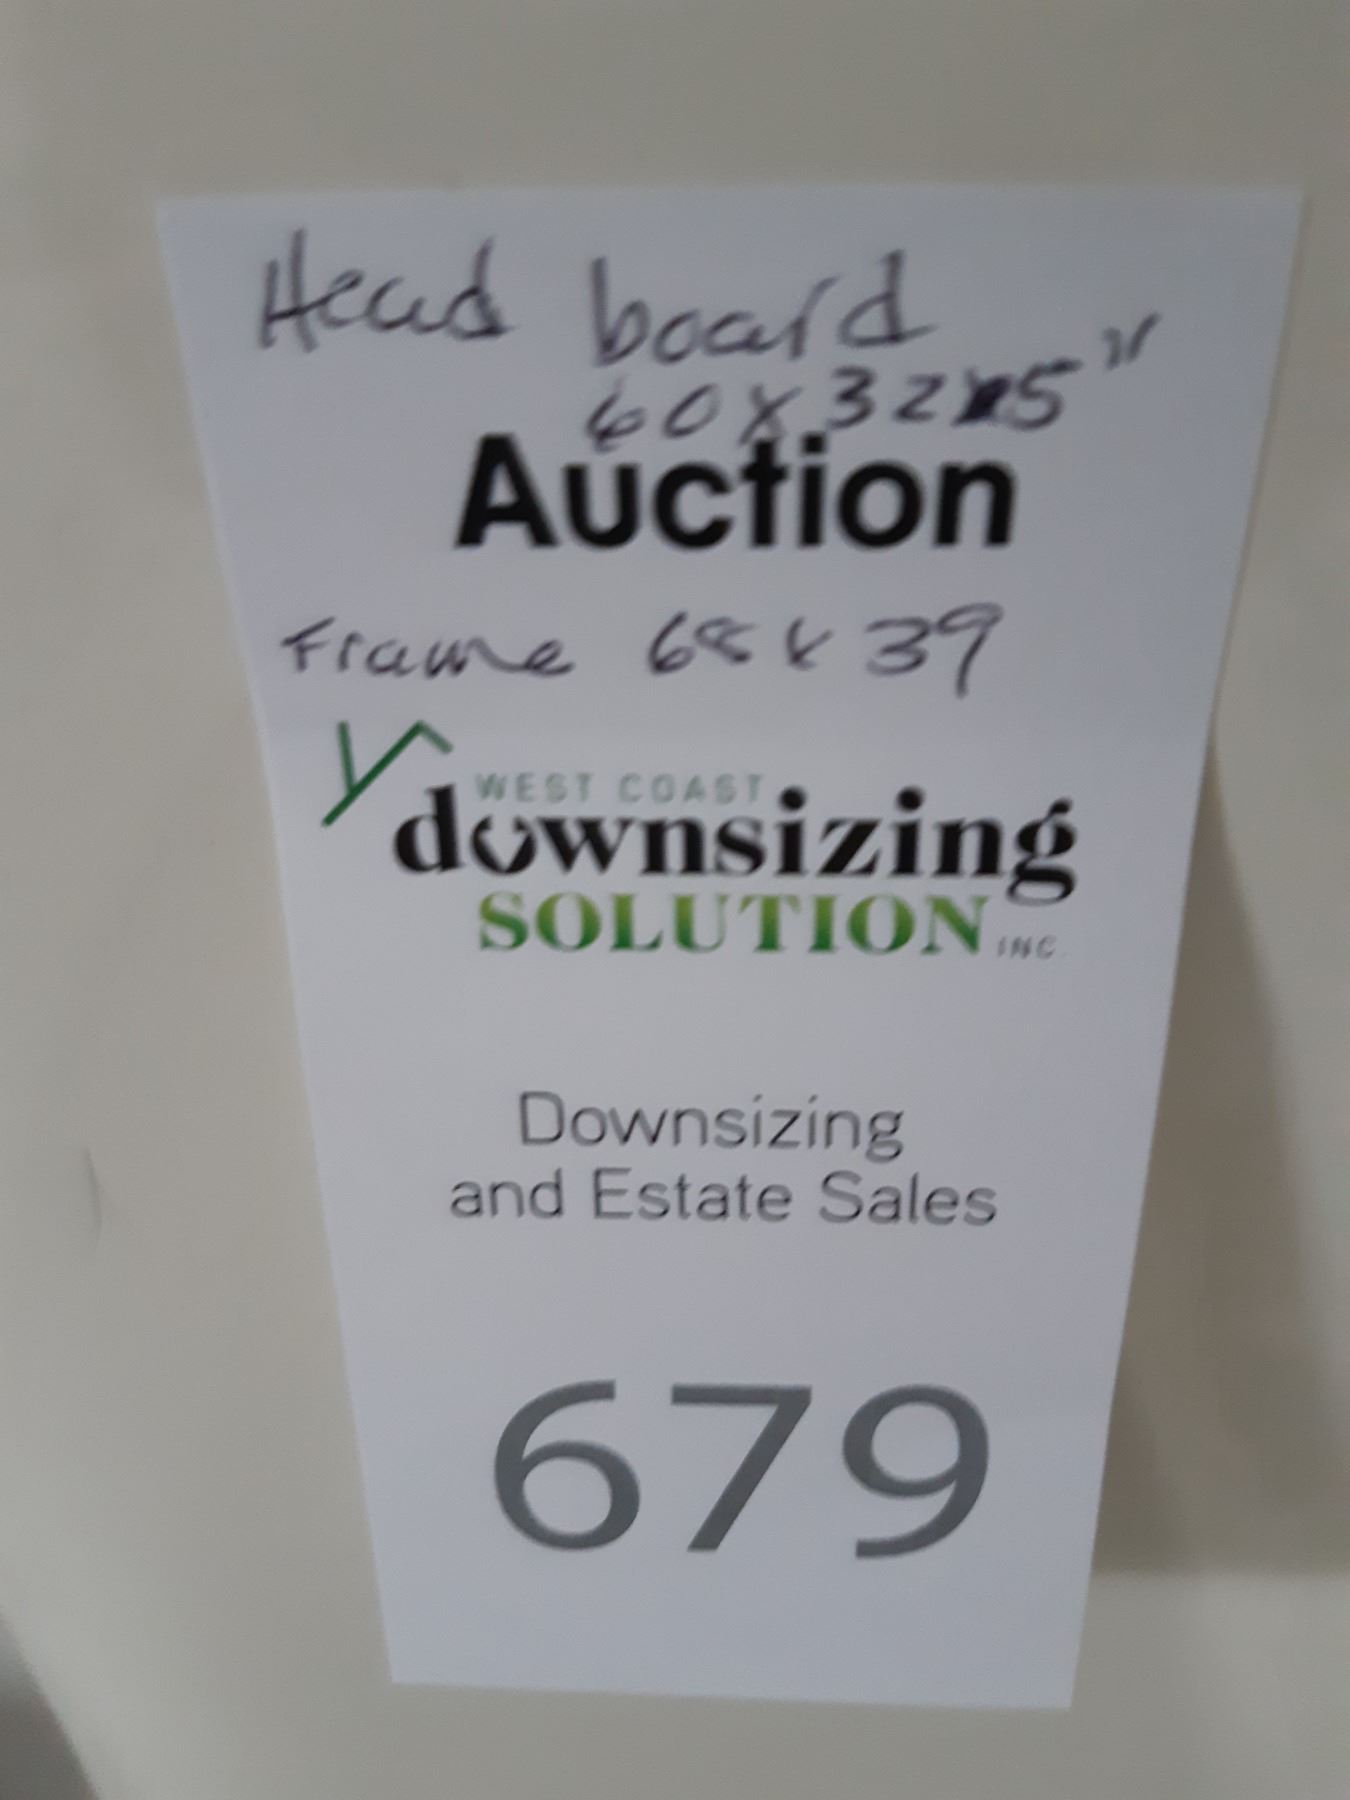 Head board
60x32x5"
Auction
Frame 68x39
WEST COAST
downsizing
SOLUTION INC.
Downsizing
and Estate Sales
679